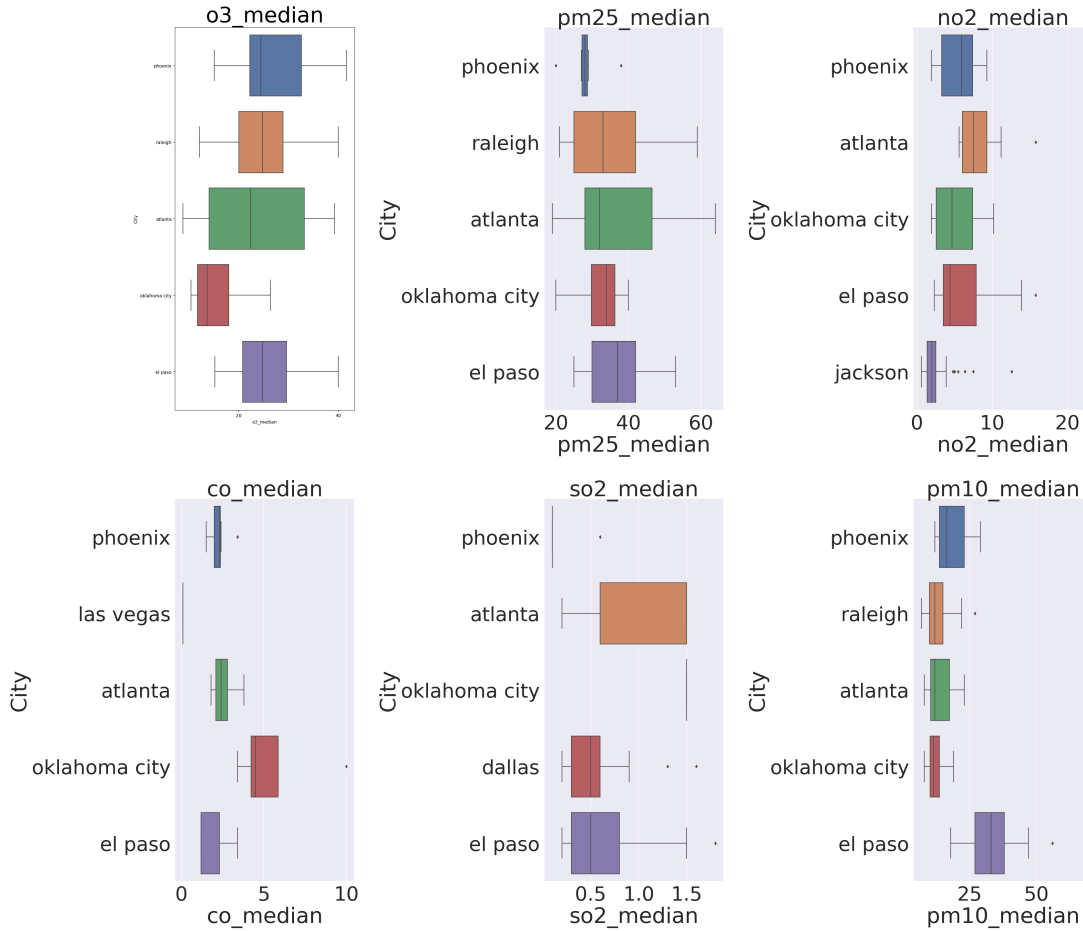 o3_median
phoenix
raleigh
City
atlanta
oklahoma city
el paso
20 40
o3_median
pm25_median
phoenix
raleigh
City
atlanta
oklahoma city
el paso
20 40 60
pm25_median
no2_median
phoenix
atlanta
City
oklahoma city
el paso
jackson
0 10 20
no2_median
co_median
phoenix
las vegas
City
atlanta
oklahoma city
el paso
0 5 10
co_median
so2_median
phoenix
atlanta
City
oklahoma city
dallas
el paso
0.5 1.0 1.5
so2_median
pm10_median
phoenix
raleigh
City
atlanta
oklahoma city
el paso
25 50
pm10_median